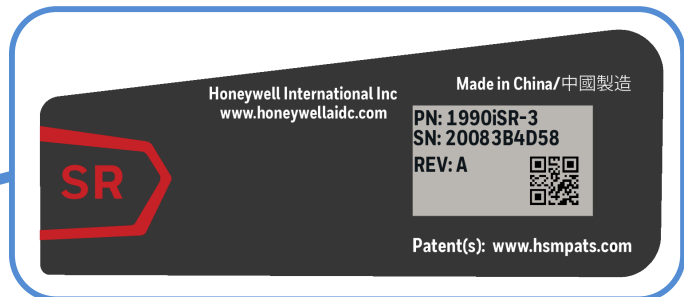 Honeywell International Inc
www.honeywellaidc.com
Made in China/中國製造
PN: 1990iSR-3
SN: 20083B4D58
REV: A
SR
Patent(s): www.hsmpats.com